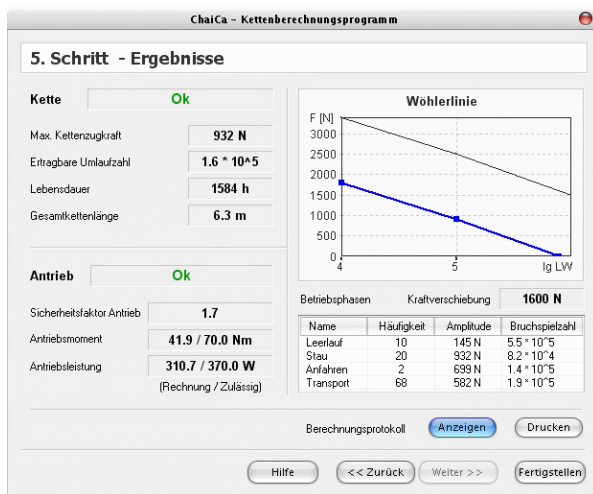 ChaiCa - Kettenberechnungsprogramm
5. Schritt - Ergebnisse
Kette Ok
Max. Kettenzugkraft 932 N
Ertragbare Umlaufzahl 1.6 * 10^5
Lebensdauer 1584 h
Gesamtkettenlänge 6.3 m
Antrieb Ok
Sicherheitsfaktor Antrieb 1.7
Antriebsmoment 41.9 / 70.0 Nm
Antriebsleistung 310.7 / 370.0 W
(Rechnung / Zulässig)
Wöhlerlinie
F [N]
3000
2500
2000
1500
1000
500
0
4 5 lg LW
Betriebsphasen Kraftverschiebung 1600 N
Name Häufigkeit Amplitude Bruchspielzahl
Leerlauf 10 145 N 5.5 * 10^5
Stau 20 932 N 8.2 * 10^4
Anfahren 2 699 N 1.4 * 10^5
Transport 68 582 N 1.9 * 10^5
Berechnungsprotokoll Anzeigen Drucken
Hilfe << Zurück Weiter >> Fertigstellen